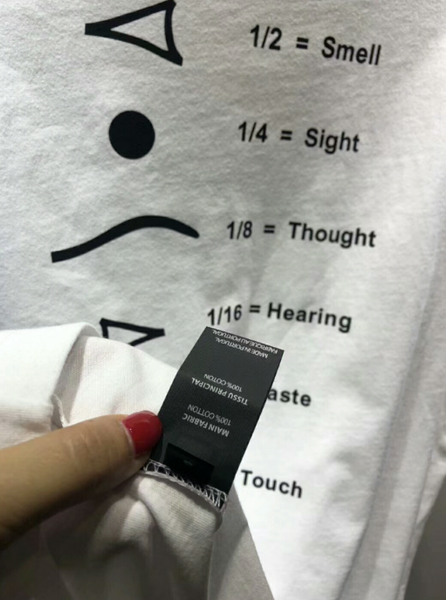 1/2 = Smell
1/4 = Sight
1/8 = Thought
1/16 = Hearing
aste
Touch
MAIN FABRIC
100% COTTON
TISSU PRINCIPAL
100% COTON
MADE IN PORTUGAL
FABRIQUE AU PORTUGAL